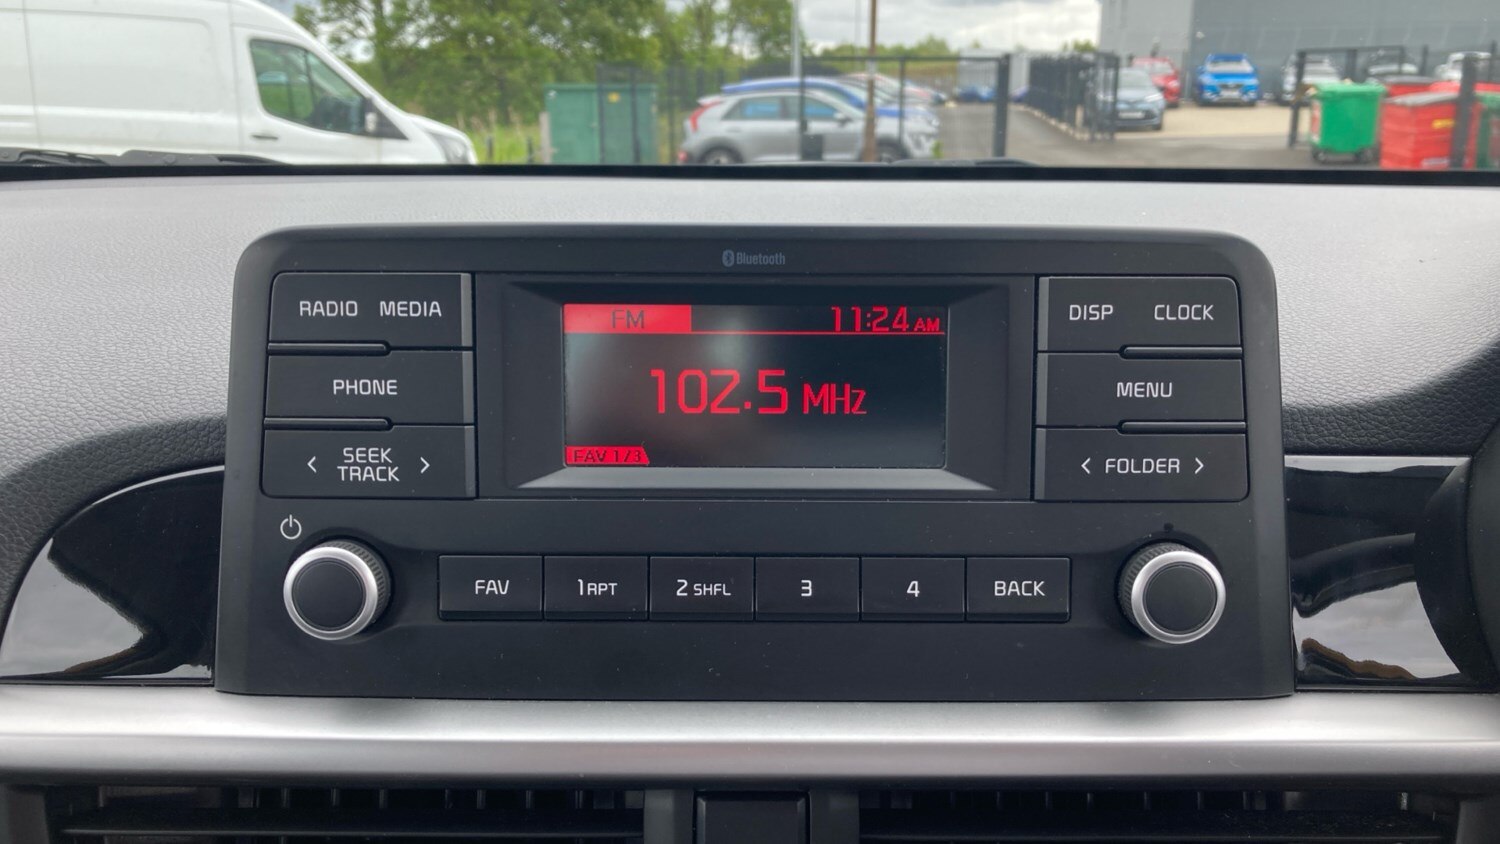 Bluetooth
RADIO MEDIA
PHONE
< SEEK TRACK >
FM 11:24 AM
102.5 MHz
FAV 1/3
DISP CLOCK
MENU
< FOLDER >
FAV 1 RPT 2 SHFL 3 4 BACK